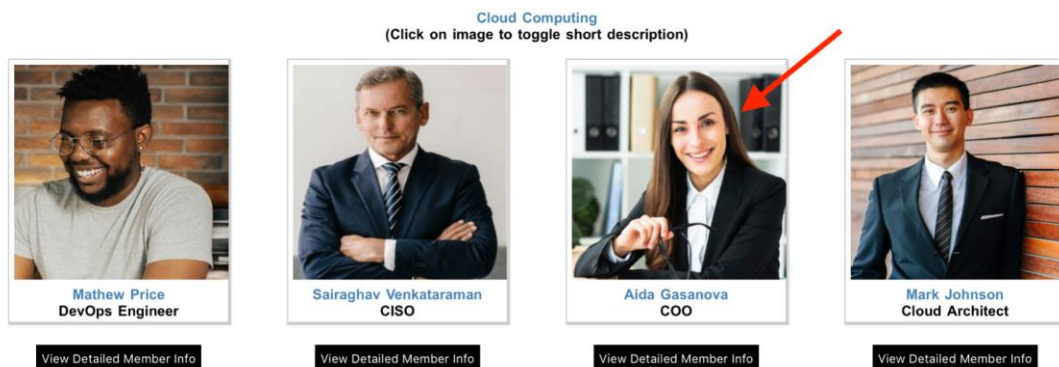 Cloud Computing
(Click on image to toggle short description)
Mathew Price
DevOps Engineer
View Detailed Member Info
Sairaghav Venkataraman
CISO
View Detailed Member Info
Aida Gasanova
COO
View Detailed Member Info
Mark Johnson
Cloud Architect
View Detailed Member Info